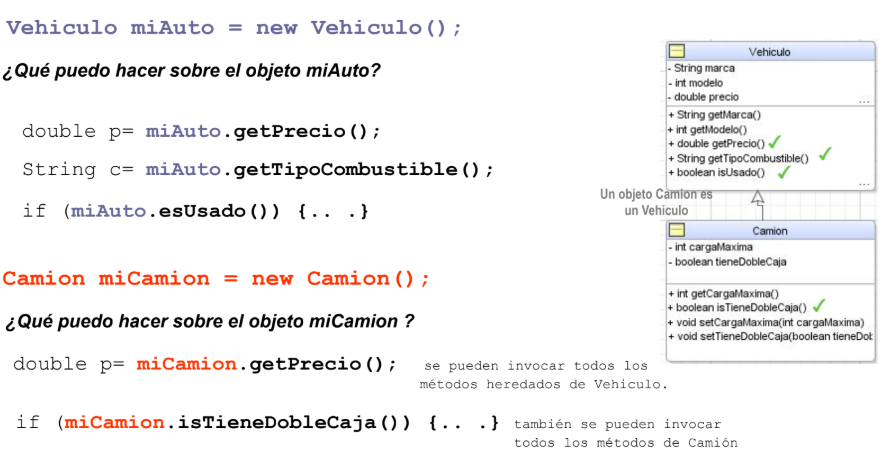 Vehiculo miAuto = new Vehiculo();
¿Qué puedo hacer sobre el objeto miAuto?
double p= miAuto.getPrecio();
String c= miAuto.getTipoCombustible();
if (miAuto.esUsado()) {.. .}
Vehiculo
- String marca
- int modelo
- double precio
...
+ String getMarca()
+ int getModelo()
+ double getPrecio()
+ String getTipoCombustible()
+ boolean isUsado()
...
Un objeto Camion es
un Vehiculo
Camion
- int cargaMaxima
- boolean tieneDobleCaja
+ int getCargaMaxima()
+ boolean isTieneDobleCaja()
+ void setCargaMaxima(int cargaMaxima)
+ void setTieneDobleCaja(boolean tieneDob
Camion miCamion = new Camion();
¿Qué puedo hacer sobre el objeto miCamion ?
double p= miCamion.getPrecio();
se pueden invocar todos los
métodos heredados de Vehiculo.
if (miCamion.isTieneDobleCaja()) {.. .}
también se pueden invocar
todos los métodos de Camión